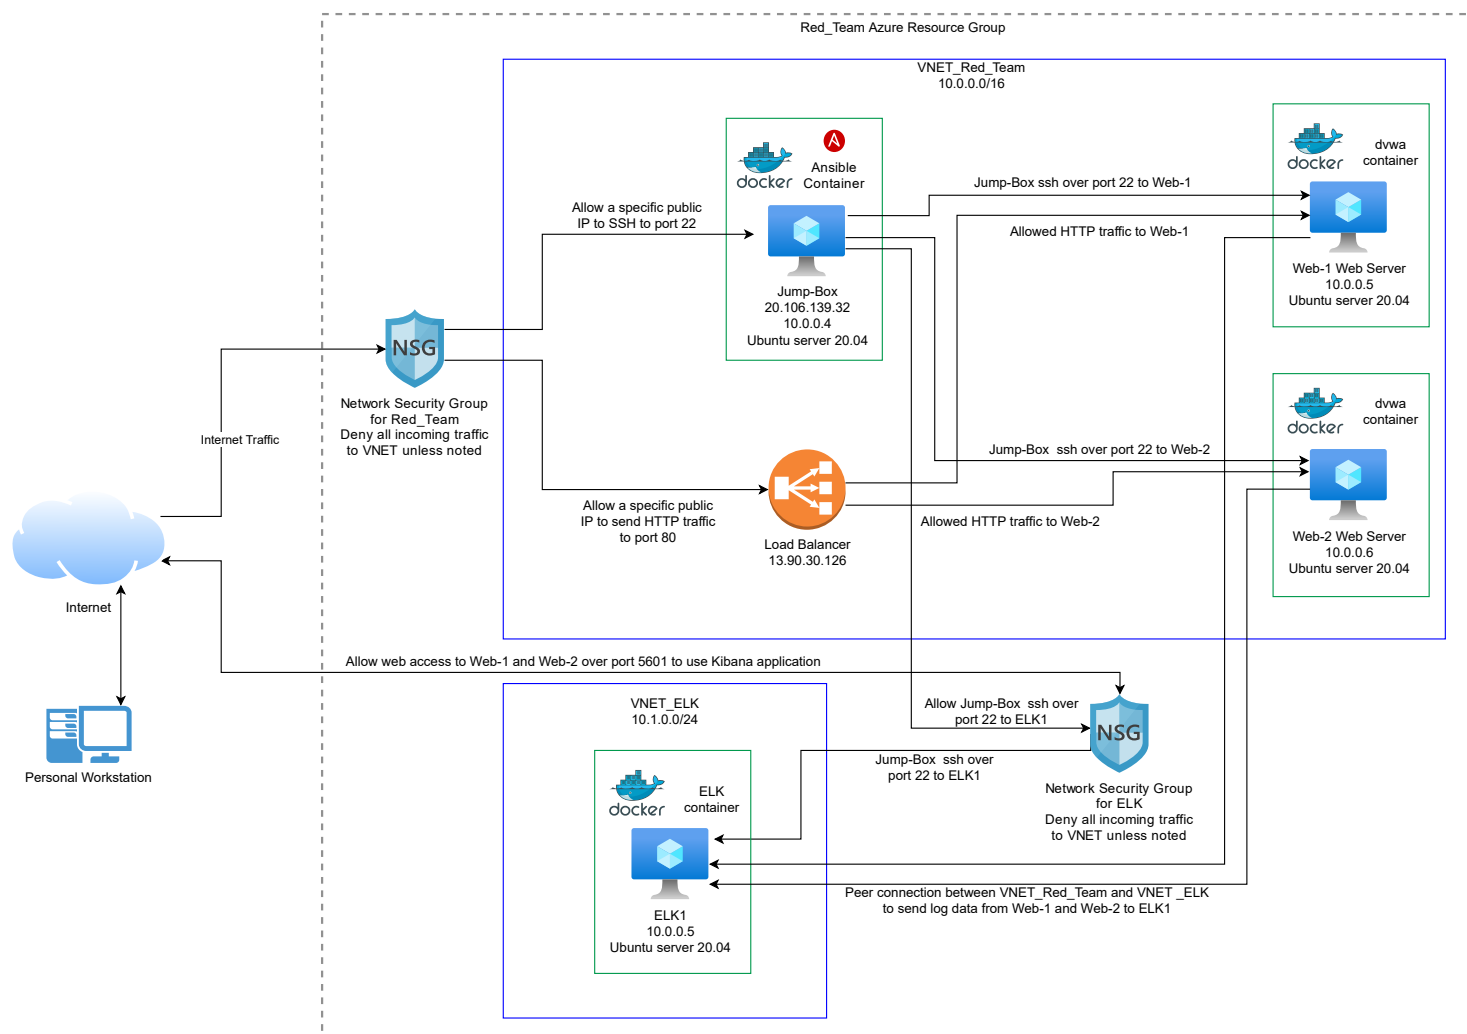 Red_Team Azure Resource Group
VNET_Red_Team
10.0.0.0/16
docker
Ansible
Container
Jump-Box
20.106.139.32
10.0.0.4
Ubuntu server 20.04
docker
dvwa
container
Web-1 Web Server
10.0.0.5
Ubuntu server 20.04
Jump-Box ssh over port 22 to Web-1
Allowed HTTP traffic to Web-1
Allow a specific public
IP to SSH to port 22
NSG
Network Security Group
for Red_Team
Deny all incoming traffic
to VNET unless noted
Internet Traffic
docker
dvwa
container
Web-2 Web Server
10.0.0.6
Ubuntu server 20.04
Jump-Box  ssh over port 22 to Web-2
Allowed HTTP traffic to Web-2
Allow a specific public
IP to send HTTP traffic
to port 80
Load Balancer
13.90.30.126
Internet
Personal Workstation
Allow web access to Web-1 and Web-2 over port 5601 to use Kibana application
VNET_ELK
10.1.0.0/24
Allow Jump-Box  ssh over
port 22 to ELK1
Jump-Box  ssh over
port 22 to ELK1
NSG
Network Security Group
for ELK
Deny all incoming traffic
to VNET unless noted
docker
ELK
container
ELK1
10.0.0.5
Ubuntu server 20.04
Peer connection between VNET_Red_Team and VNET _ELK
to send log data from Web-1 and Web-2 to ELK1